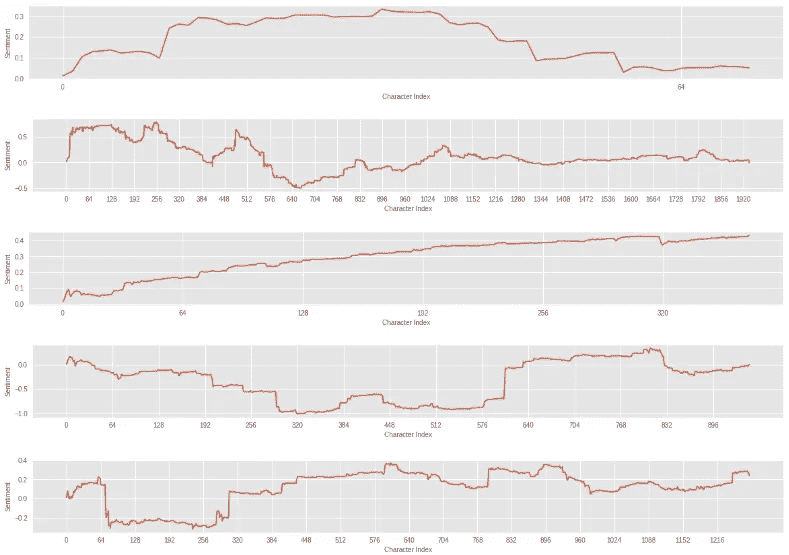 0.3
0.2
0.1
0.0
Sentiment
0 64
Character Index
0.5
0.0
−0.5
Sentiment
0 64 128 192 256 320 384 448 512 576 640 704 768 832 896 960 1024 1088 1152 1216 1280 1344 1408 1472 1536 1600 1664 1728 1792 1856 1920
Character Index
0.4
0.3
0.2
0.1
0.0
Sentiment
0 64 128 192 256 320
Character Index
0.0
−0.5
−1.0
Sentiment
0 64 128 192 256 320 384 448 512 576 640 704 768 832 896
Character Index
0.4
0.2
0.0
−0.2
Sentiment
0 64 128 192 256 320 384 448 512 576 640 704 768 832 896 960 1024 1088 1152 1216
Character Index